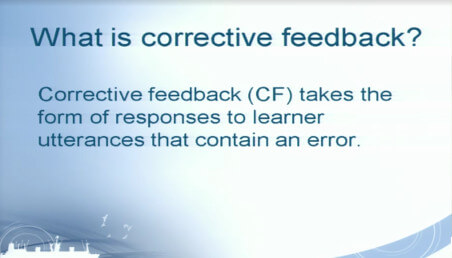 What is corrective feedback?
Corrective feedback (CF) takes the
form of responses to learner
utterances that contain an error.